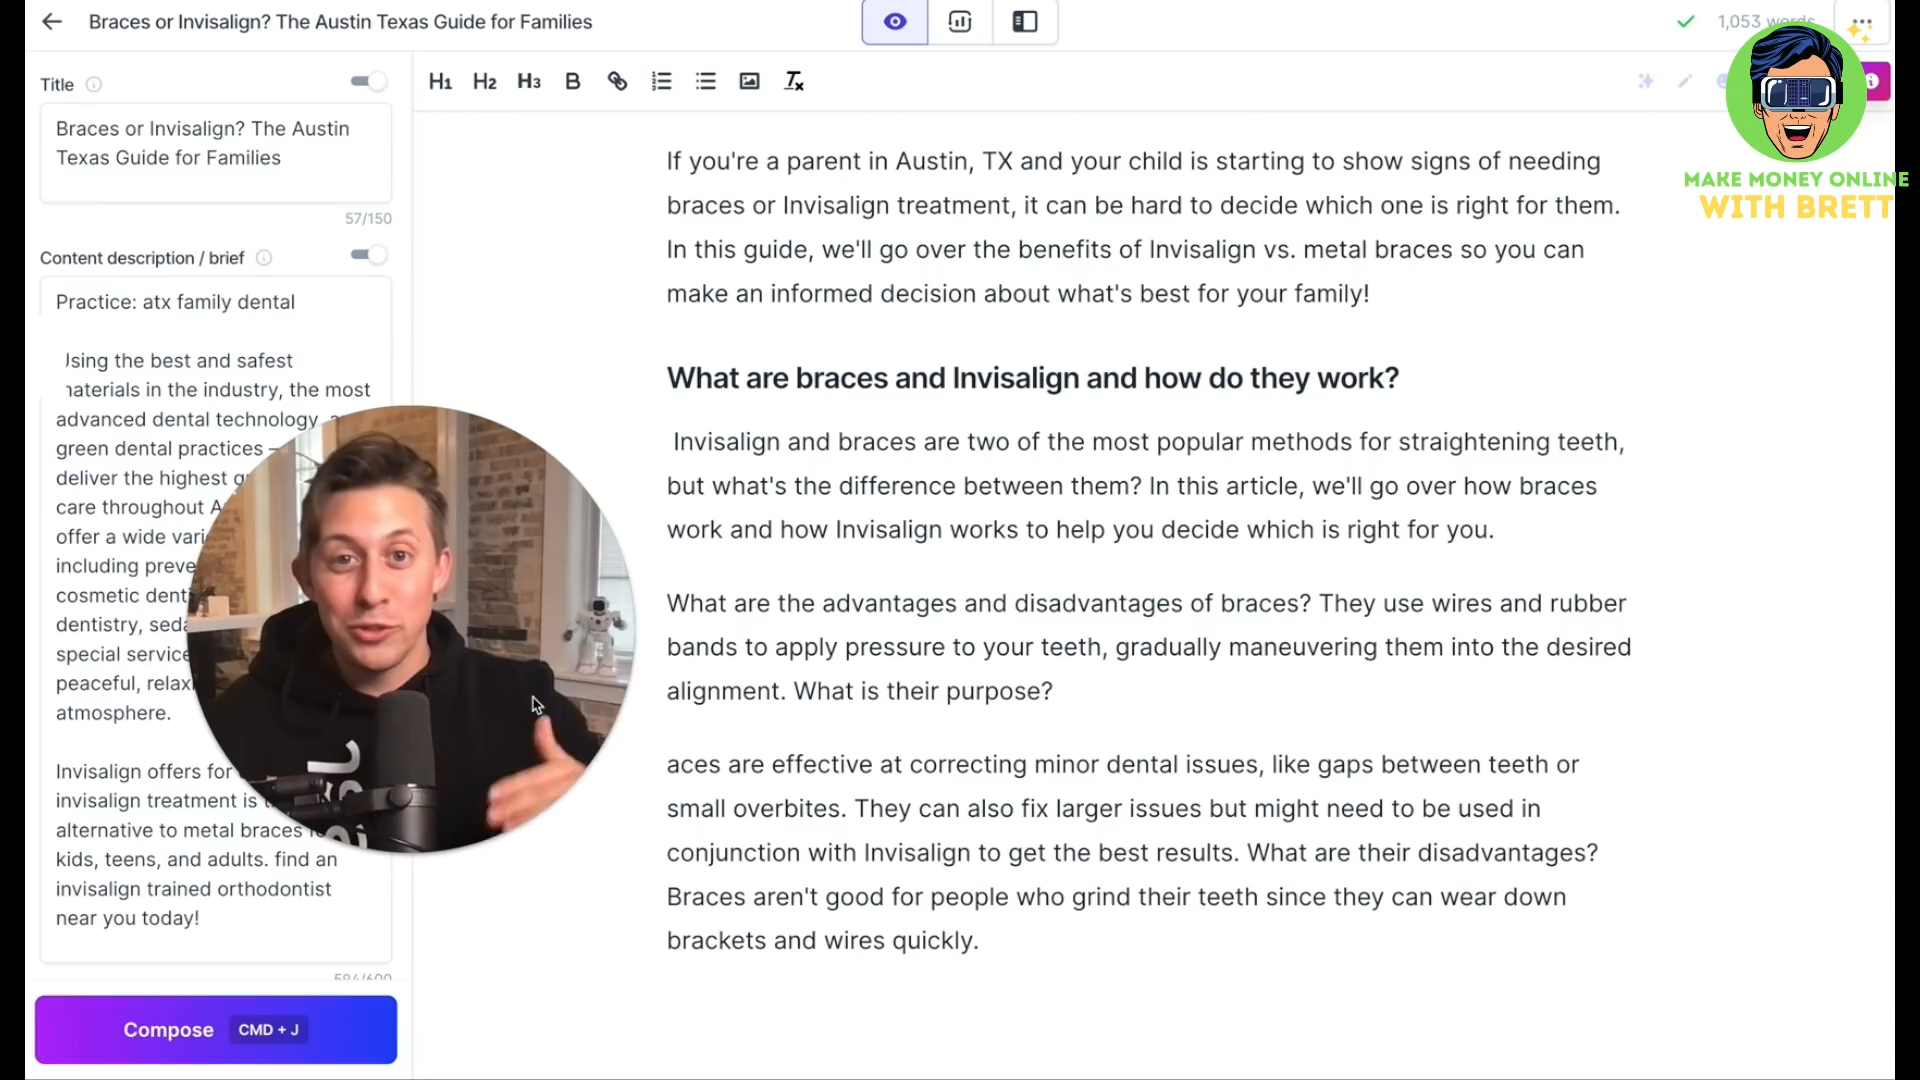 Braces or Invisalign? The Austin Texas Guide for Families
1,053 words
Title
Braces or Invisalign? The Austin
Texas Guide for Families
57/150
Content description / brief
Practice: atx family dental
sing the best and safest
aterials in the industry, the most
advanced dental technology,
green dental practices –
deliver the highest
care throughout
offer a wide
including
cosmetic
dentistry,
special
peaceful,
atmosphere.
Invisalign offers for
invisalign treatment is
alternative to metal braces
kids, teens, and adults. find an
invisalign trained orthodontist
near you today!
594/600
Compose CMD + J
H1 H2 H3 B
MAKE MONEY ONLINE
WITH BRETT
If you're a parent in Austin, TX and your child is starting to show signs of needing
braces or Invisalign treatment, it can be hard to decide which one is right for them.
In this guide, we'll go over the benefits of Invisalign vs. metal braces so you can
make an informed decision about what's best for your family!
What are braces and Invisalign and how do they work?
Invisalign and braces are two of the most popular methods for straightening teeth,
but what's the difference between them? In this article, we'll go over how braces
work and how Invisalign works to help you decide which is right for you.
What are the advantages and disadvantages of braces? They use wires and rubber
bands to apply pressure to your teeth, gradually maneuvering them into the desired
alignment. What is their purpose?
aces are effective at correcting minor dental issues, like gaps between teeth or
small overbites. They can also fix larger issues but might need to be used in
conjunction with Invisalign to get the best results. What are their disadvantages?
Braces aren't good for people who grind their teeth since they can wear down
brackets and wires quickly.